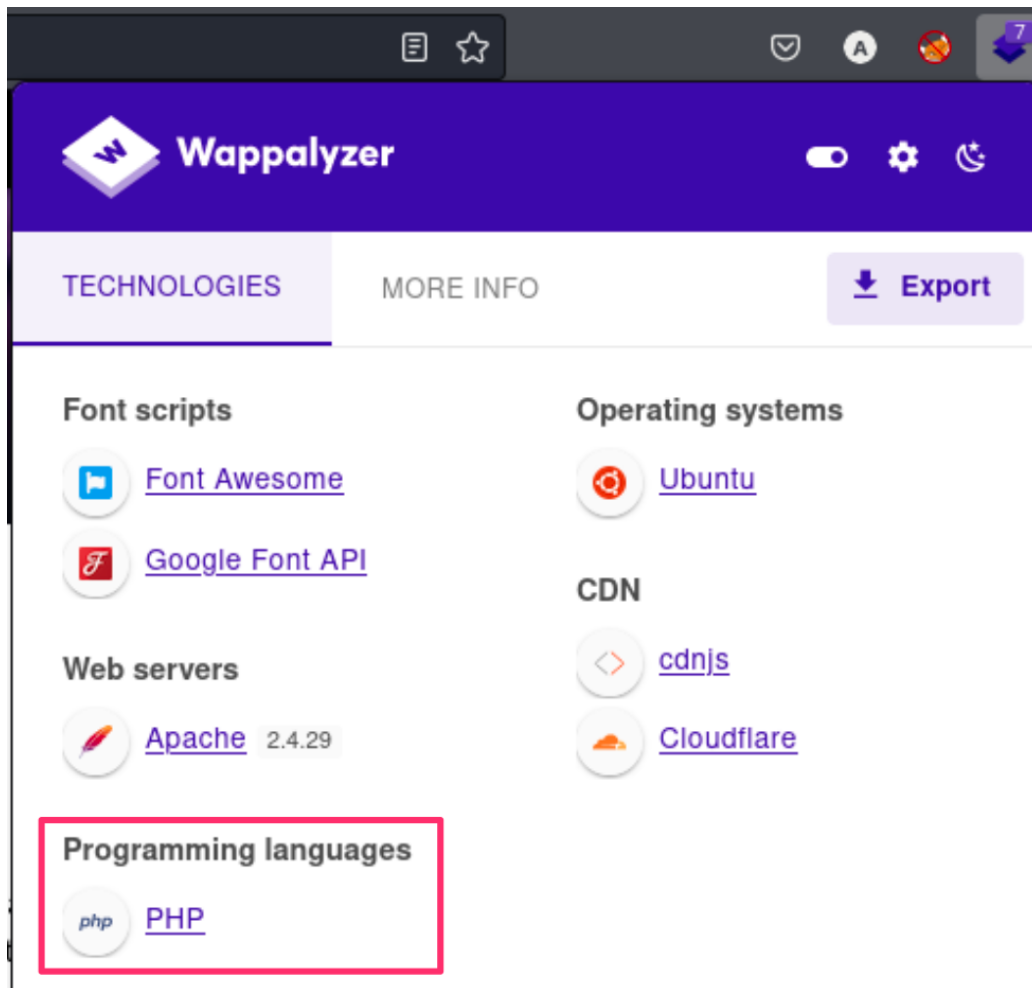 7
A
W
Wappalyzer
TECHNOLOGIES
MORE INFO
Export
Font scripts
Font Awesome
F
Google Font API
Web servers
Apache 2.4.29
Programming languages
php PHP
Operating systems
Ubuntu
CDN
cdnjs
Cloudflare